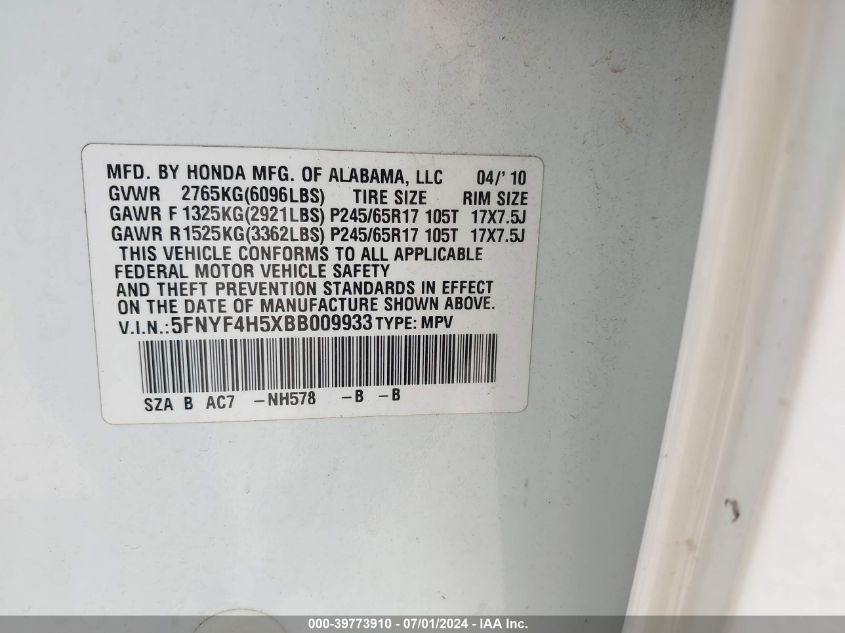 MFD. BY HONDA MFG. OF ALABAMA, LLC 04/'10
GVWR 2765KG(6096LBS) TIRE SIZE RIM SIZE
GAWR F 1325KG(2921LBS) P245/65R17 105T 17X7.5J
GAWR R1525KG(3362LBS) P245/65R17 105T 17X7.5J
THIS VEHICLE CONFORMS TO ALL APPLICABLE
FEDERAL MOTOR VEHICLE SAFETY
AND THEFT PREVENTION STANDARDS IN EFFECT
ON THE DATE OF MANUFACTURE SHOWN ABOVE.
V.I.N.: 5FNYF4H5XBB009933 TYPE: MPV
SZA B AC7 -NH578 -B -B
000-39773910 - 07/01/2024 - IAA Inc.